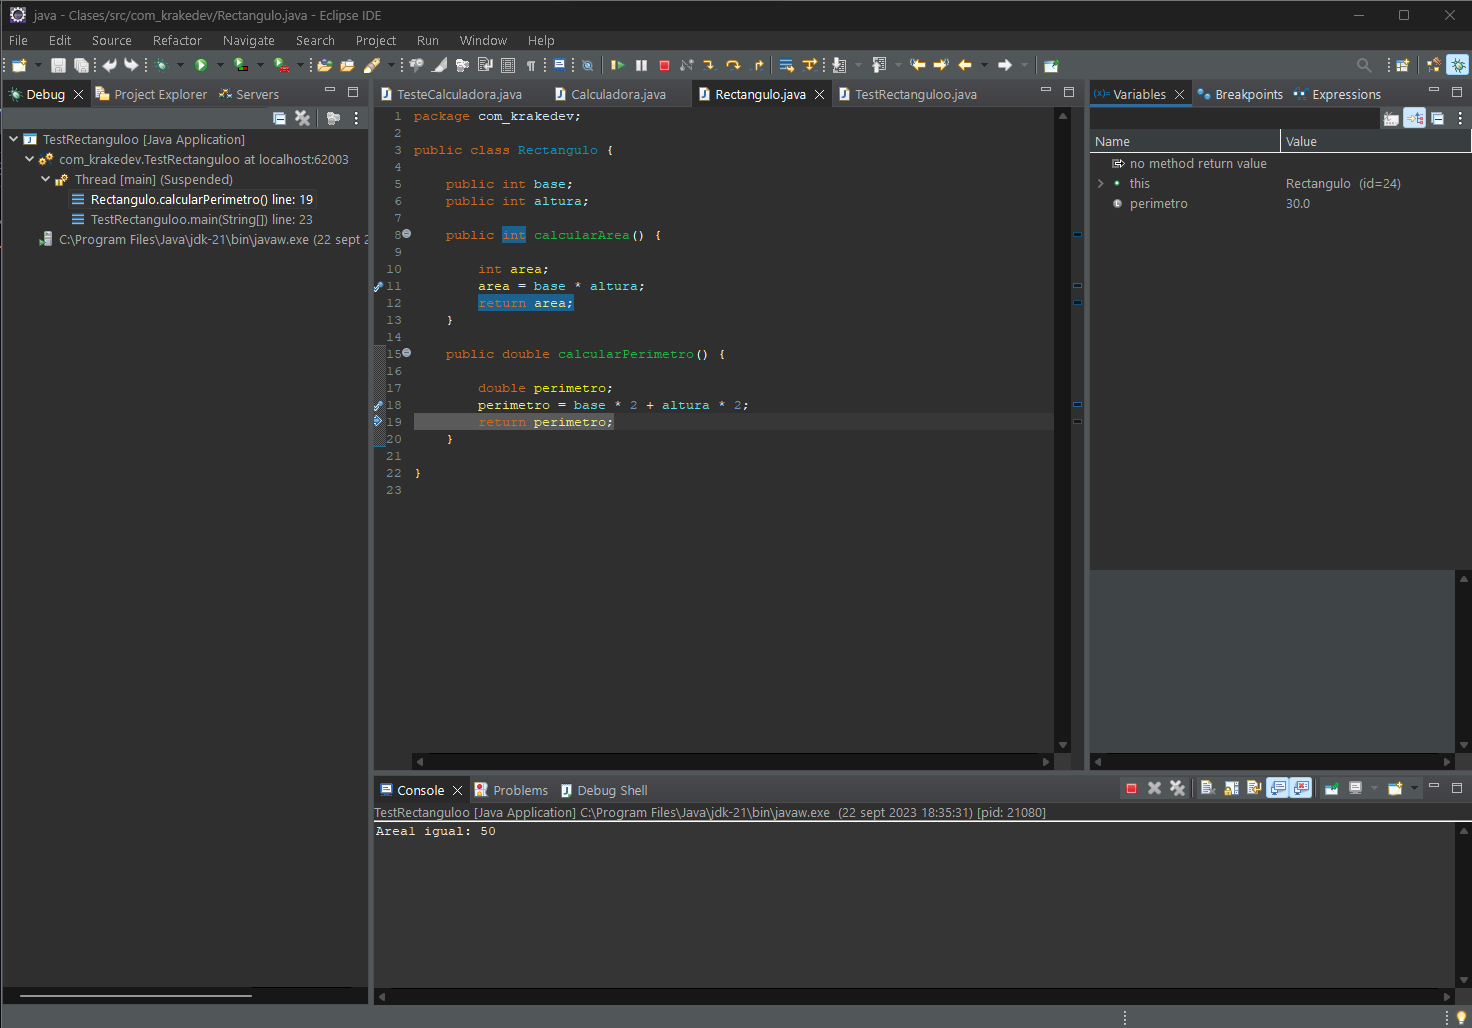 java - Clases/src/com_krakedev/Rectangulo.java - Eclipse IDE
File Edit Source Refactor Navigate Search Project Run Window Help
Debug Project Explorer Servers
TestRectanguloo [Java Application]
com_krakedev.TestRectanguloo at localhost:62003
Thread [main] (Suspended)
Rectangulo.calcularPerimetro() line: 19
TestRectanguloo.main(String[]) line: 23
C:\Program Files\Java\jdk-21\bin\javaw.exe (22 sept 2
TesteCalculadora.java Calculadora.java Rectangulo.java TestRectanguloo.java
1 package com_krakedev;
2
3 public class Rectangulo {
4
5 public int base;
6 public int altura;
7
8 public int calcularArea() {
9
10 int area;
11 area = base * altura;
12 return area;
13 }
14
15 public double calcularPerimetro() {
16
17 double perimetro;
18 perimetro = base * 2 + altura * 2;
19 return perimetro;
20 }
21
22 }
23
(x)= Variables Breakpoints Expressions
Name Value
no method return value
this Rectangulo (id=24)
perimetro 30.0
Console Problems Debug Shell
TestRectanguloo [Java Application] C:\Program Files\Java\jdk-21\bin\javaw.exe (22 sept 2023 18:35:31) [pid: 21080]
Areal igual: 50